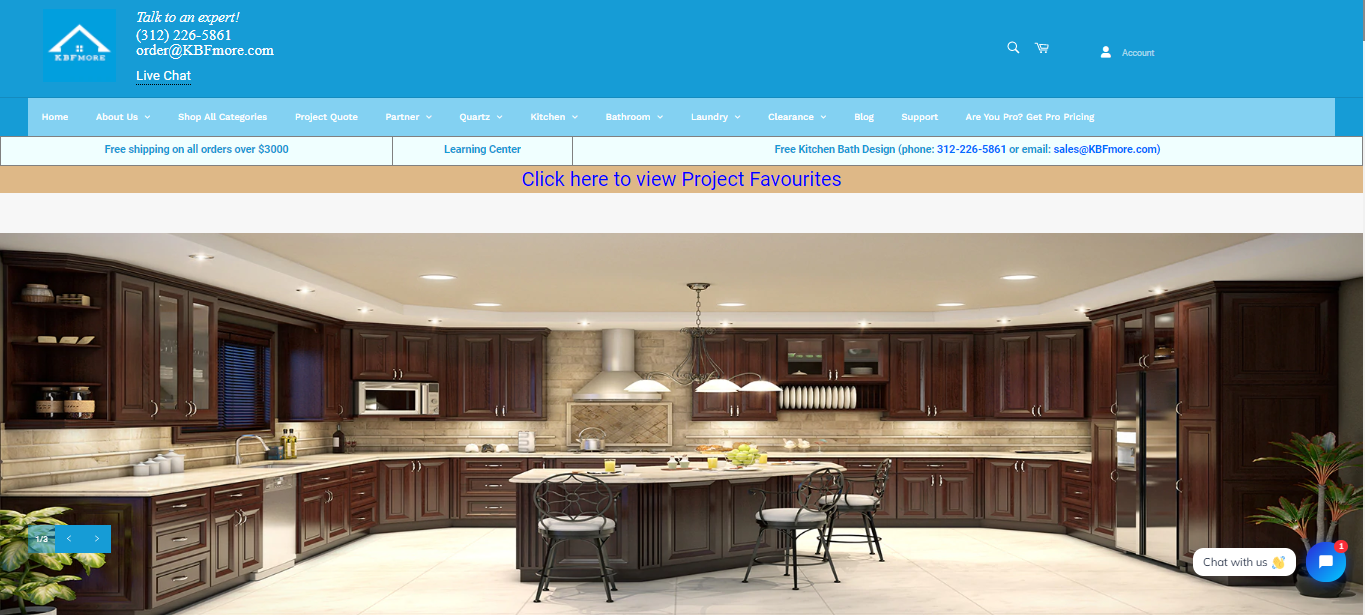 KBFMORE
Talk to an expert!
(312) 226-5861
order@KBFmore.com
Live Chat
Account
Home About Us Shop All Categories Project Quote Partner Quartz Kitchen Bathroom Laundry Clearance Blog Support Are You Pro? Get Pro Pricing
Free shipping on all orders over $3000 Learning Center Free Kitchen Bath Design (phone: 312-226-5861 or email: sales@KBFmore.com)
Click here to view Project Favourites
1/3
Chat with us 👋
1